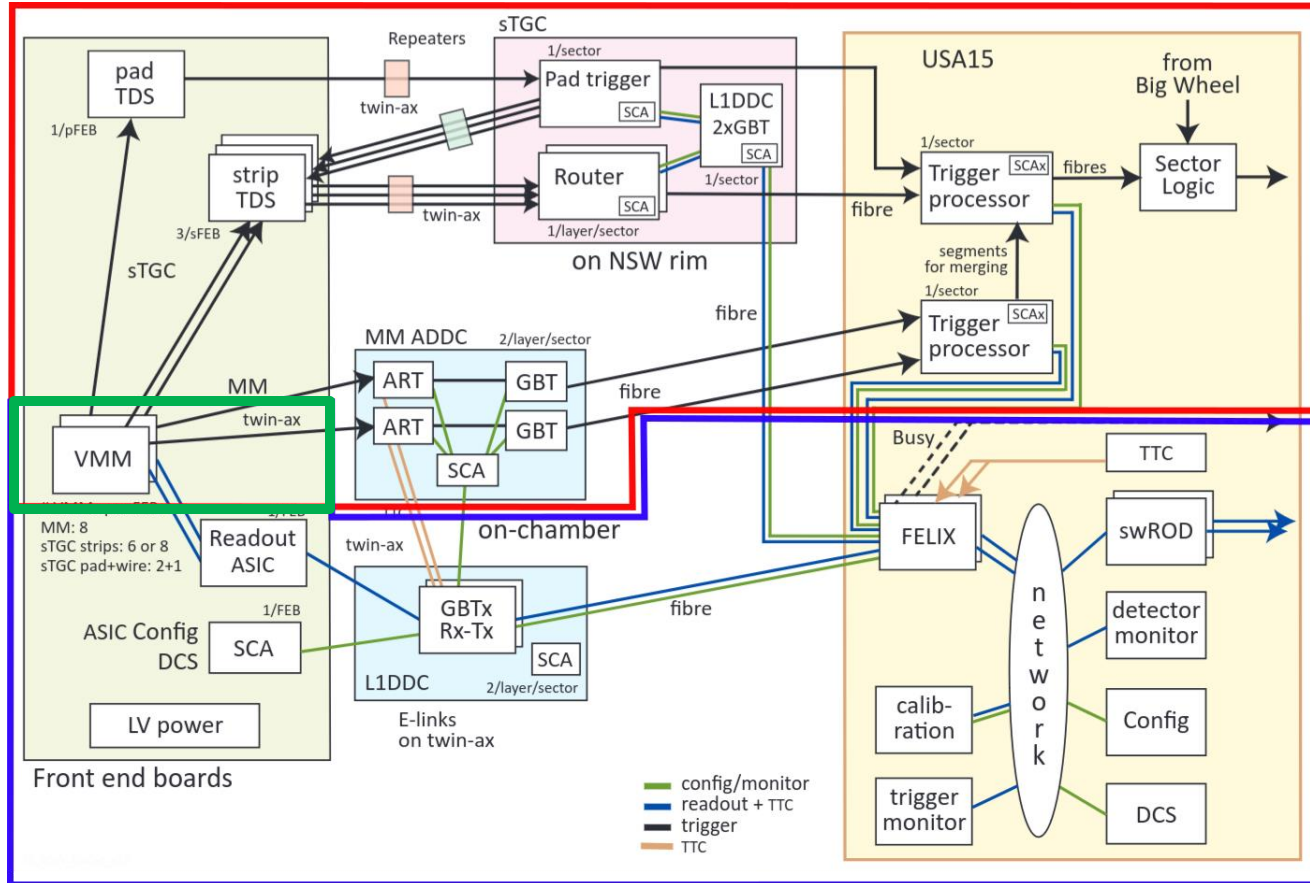 sTGC
Repeaters
1/sector
USA15
from
Big Wheel
pad
TDS
Pad trigger
SCA
L1DDC
2xGBT
SCA
twin-ax
1/pFEB
1/sector
SCAx
Trigger
processor
fibres
Sector
Logic
strip
TDS
Router
SCA
1/sector
twin-ax
fibre
3/sFEB
1/layer/sector
sTGC
on NSW rim
segments
for merging
1/sector
SCAx
Trigger
processor
fibre
MM ADDC
2/layer/sector
ART
GBT
MM
fibre
twin-ax
ART
GBT
VMM
SCA
Busy
TTC
1/FEB
MM: 8
sTGC strips: 6 or 8
sTGC pad+wire: 2+1
Readout
ASIC
on-chamber
twin-ax
FELIX
swROD
GBTx
Rx-Tx
fibre
network
detector
monitor
1/FEB
ASIC Config
DCS
SCA
SCA
L1DDC
2/layer/sector
calib-
ration
Config
LV power
E-links
on twin-ax
Front end boards
trigger
monitor
DCS
config/monitor
readout + TTC
trigger
TTC